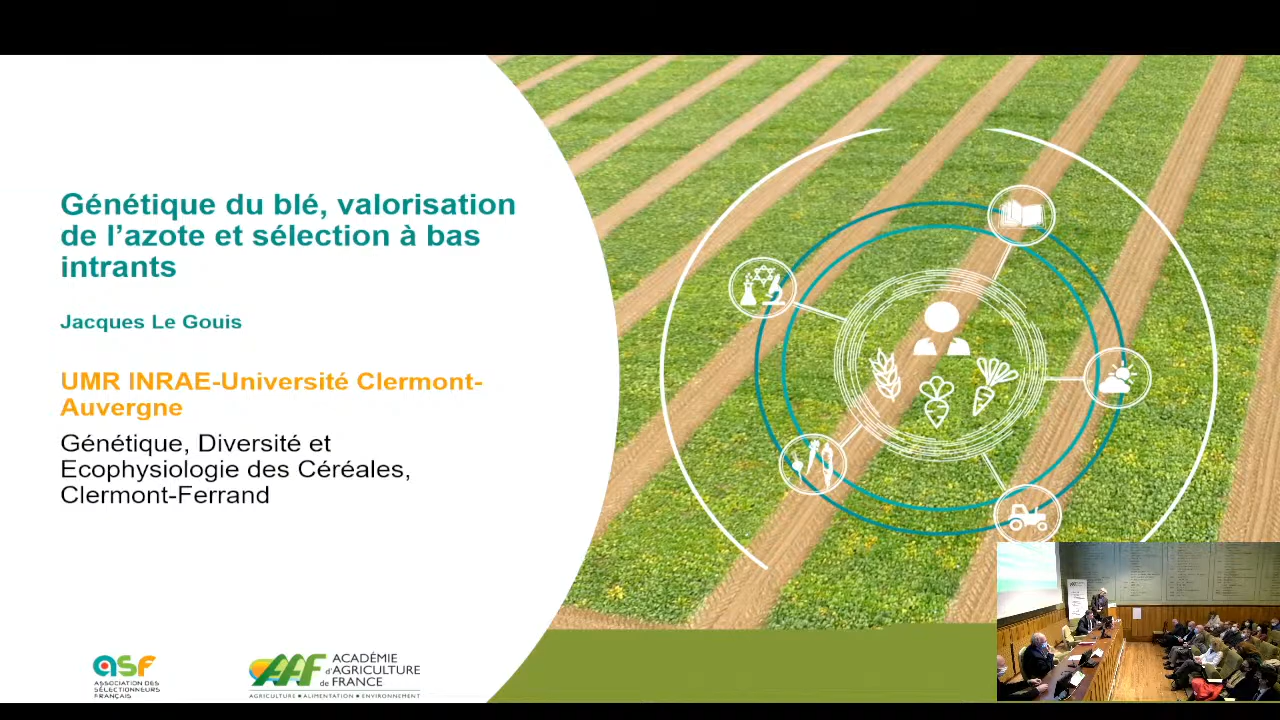 Génétique du blé, valorisation
de l'azote et sélection à bas
intrants
Jacques Le Gouis
UMR INRAE-Université Clermont-
Auvergne
Génétique, Diversité et
Ecophysiologie des Céréales,
Clermont-Ferrand
asf
ASSOCIATION DES
SÉLECTIONNEURS
FRANÇAIS
AAF
ACADÉMIE
d'AGRICULTURE
de FRANCE
AGRICULTURE • ALIMENTATION • ENVIRONNEMENT